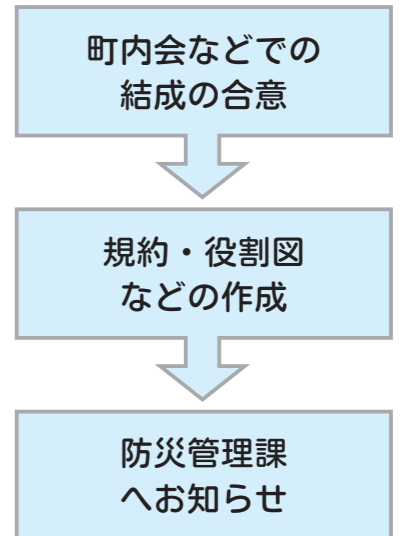 町内会などでの
結成の合意
規約・役割図
などの作成
防災管理課
へお知らせ